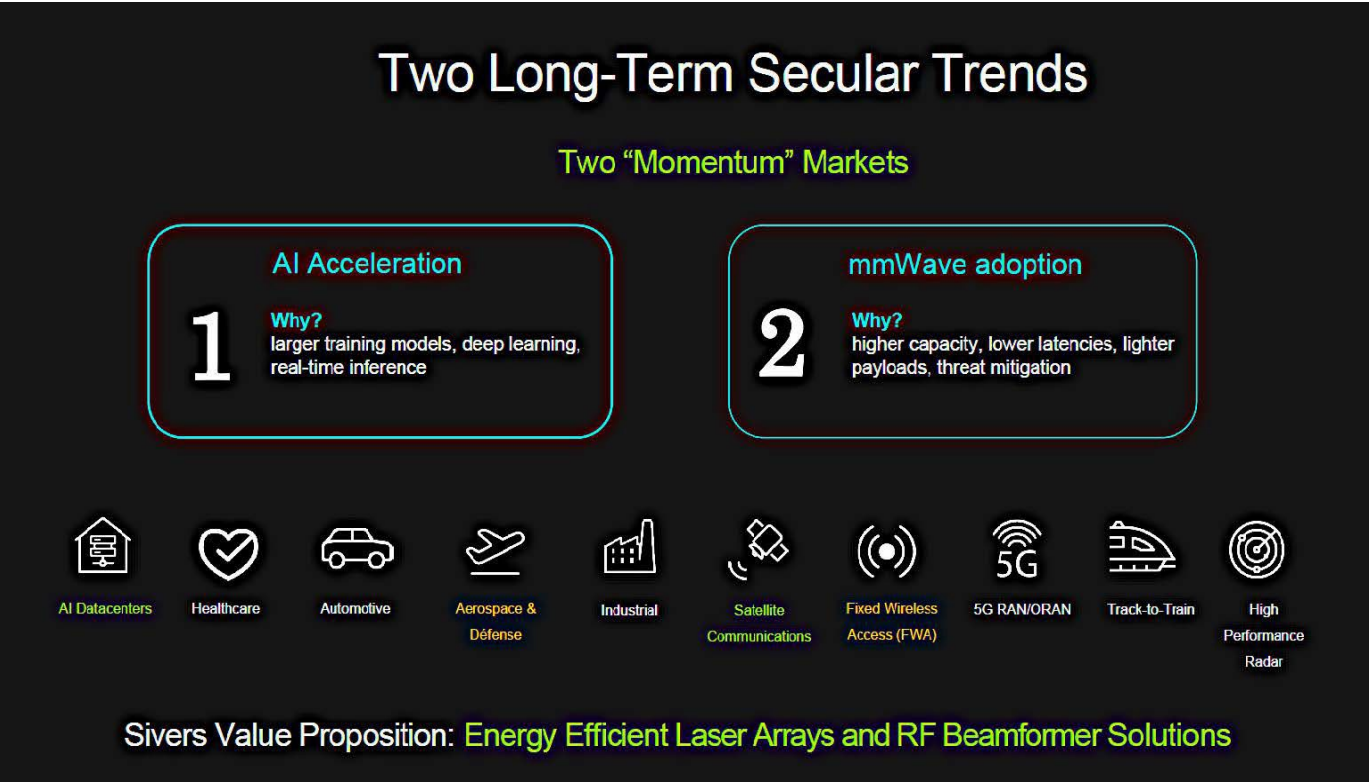 Two Long-Term Secular Trends
Two “Momentum” Markets
AI Acceleration
1
Why?
larger training models, deep learning,
real-time inference
mmWave adoption
2
Why?
higher capacity, lower latencies, lighter
payloads, threat mitigation
AI Datacenters
Healthcare
Automotive
Aerospace &
Défense
Industrial
Satellite
Communications
Fixed Wireless
Access (FWA)
5G
5G RAN/ORAN
Track-to-Train
High
Performance
Radar
Sivers Value Proposition: Energy Efficient Laser Arrays and RF Beamformer Solutions